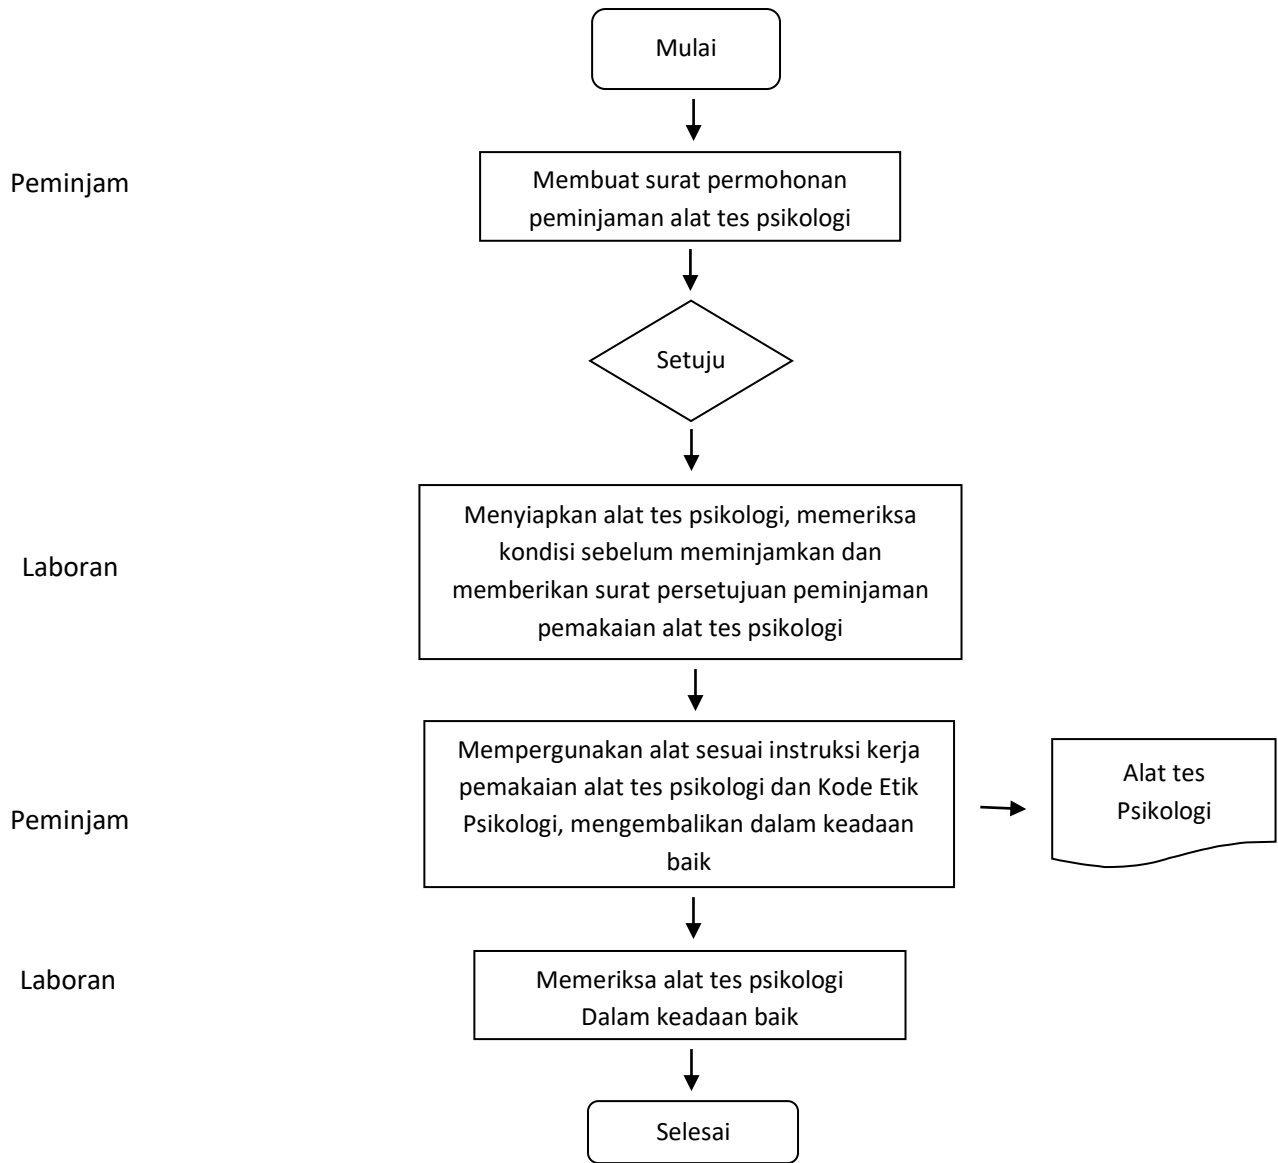 Mulai
Peminjam
Membuat surat permohonan
peminjaman alat tes psikologi
Setuju
Laboran
Menyiapkan alat tes psikologi, memeriksa
kondisi sebelum meminjamkan dan
memberikan surat persetujuan peminjaman
pemakaian alat tes psikologi
Peminjam
Mempergunakan alat sesuai instruksi kerja
pemakaian alat tes psikologi dan Kode Etik
Psikologi, mengembalikan dalam keadaan
baik
Alat tes
Psikologi
Laboran
Memeriksa alat tes psikologi
Dalam keadaan baik
Selesai